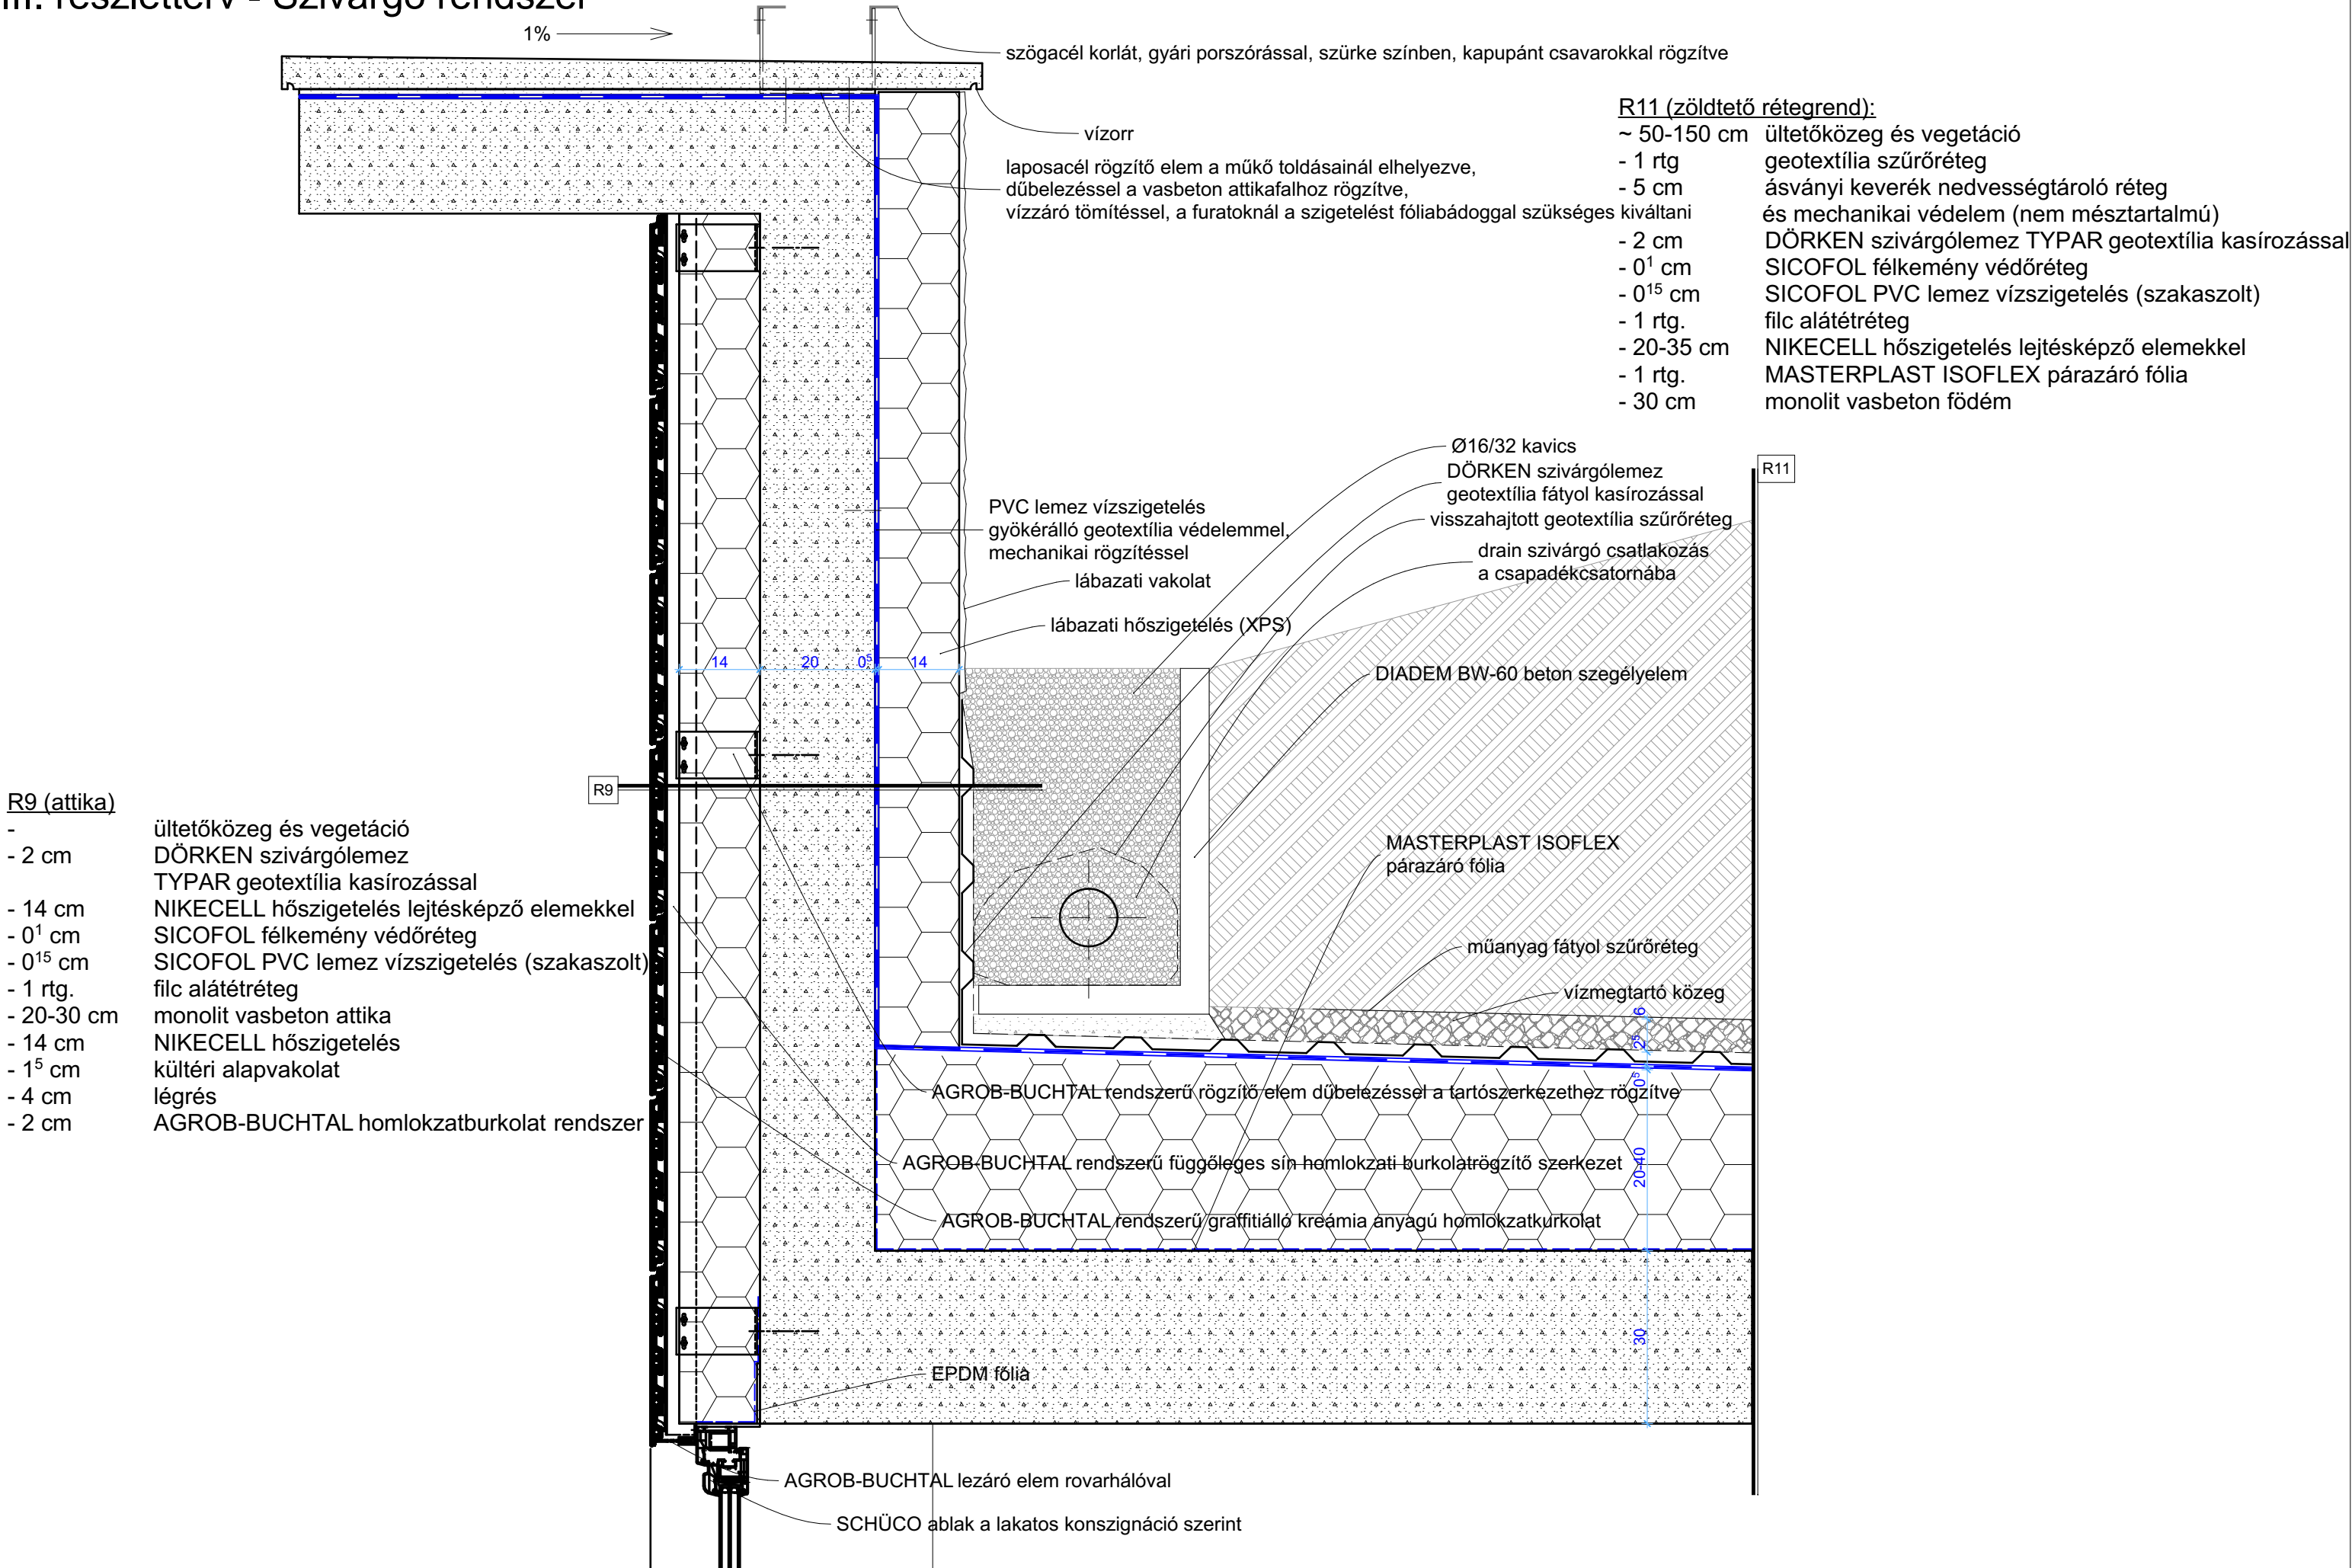 III. részletterv - Szivárgó rendszer
1%
szögacél korlát, gyári porszórással, szürke színben, kapupánt csavarokkal rögzítve
vízorr
laposacél rögzítő elem a műkő toldásainál elhelyezve,
dűbelezéssel a vasbeton attikafalhoz rögzítve,
vízzáró tömítéssel, a furatoknál a szigetelést fóliabádoggal szükséges kiváltani
R11 (zöldtető rétegrend):
~ 50-150 cm ültetőközeg és vegetáció
- 1 rtg geotextília szűrőréteg
- 5 cm ásványi keverék nedvességtároló réteg
és mechanikai védelem (nem mésztartalmú)
- 2 cm DÖRKEN szivárgólemez TYPAR geotextília kasírozással
- 0¹ cm SICOFOL félkemény védőréteg
- 0¹⁵ cm SICOFOL PVC lemez vízszigetelés (szakaszolt)
- 1 rtg. filc alátétréteg
- 20-35 cm NIKECELL hőszigetelés lejtésképző elemekkel
- 1 rtg. MASTERPLAST ISOFLEX párazáró fólia
- 30 cm monolit vasbeton födém
Ø16/32 kavics
DÖRKEN szivárgólemez
geotextília fátyol kasírozással
visszahajtott geotextília szűrőréteg
drain szivárgó csatlakozás
a csapadékcsatornába
R11
PVC lemez vízszigetelés
gyökérálló geotextília védelemmel,
mechanikai rögzítéssel
lábazati vakolat
lábazati hőszigetelés (XPS)
14 20 0⁵ 14
DIADEM BW-60 beton szegélyelem
R9
R9 (attika)
- ültetőközeg és vegetáció
- 2 cm DÖRKEN szivárgólemez
TYPAR geotextília kasírozással
- 14 cm NIKECELL hőszigetelés lejtésképző elemekkel
- 0¹ cm SICOFOL félkemény védőréteg
- 0¹⁵ cm SICOFOL PVC lemez vízszigetelés (szakaszolt)
- 1 rtg. filc alátétréteg
- 20-30 cm monolit vasbeton attika
- 14 cm NIKECELL hőszigetelés
- 1⁵ cm kültéri alapvakolat
- 4 cm légrés
- 2 cm AGROB-BUCHTAL homlokzatburkolat rendszer
MASTERPLAST ISOFLEX
párazáró fólia
műanyag fátyol szűrőréteg
vízmegtartó közeg
6
2⁵
0⁵
20-40
30
AGROB-BUCHTAL rendszerű rögzítő elem dűbelezéssel a tartószerkezethez rögzítve
AGROB-BUCHTAL rendszerű függőleges sín homlokzati burkolatrögzítő szerkezet
AGROB-BUCHTAL rendszerű graffitiálló kreámia anyagú homlokzatkurkolat
EPDM fólia
AGROB-BUCHTAL lezáró elem rovarhálóval
SCHÜCO ablak a lakatos konszignáció szerint